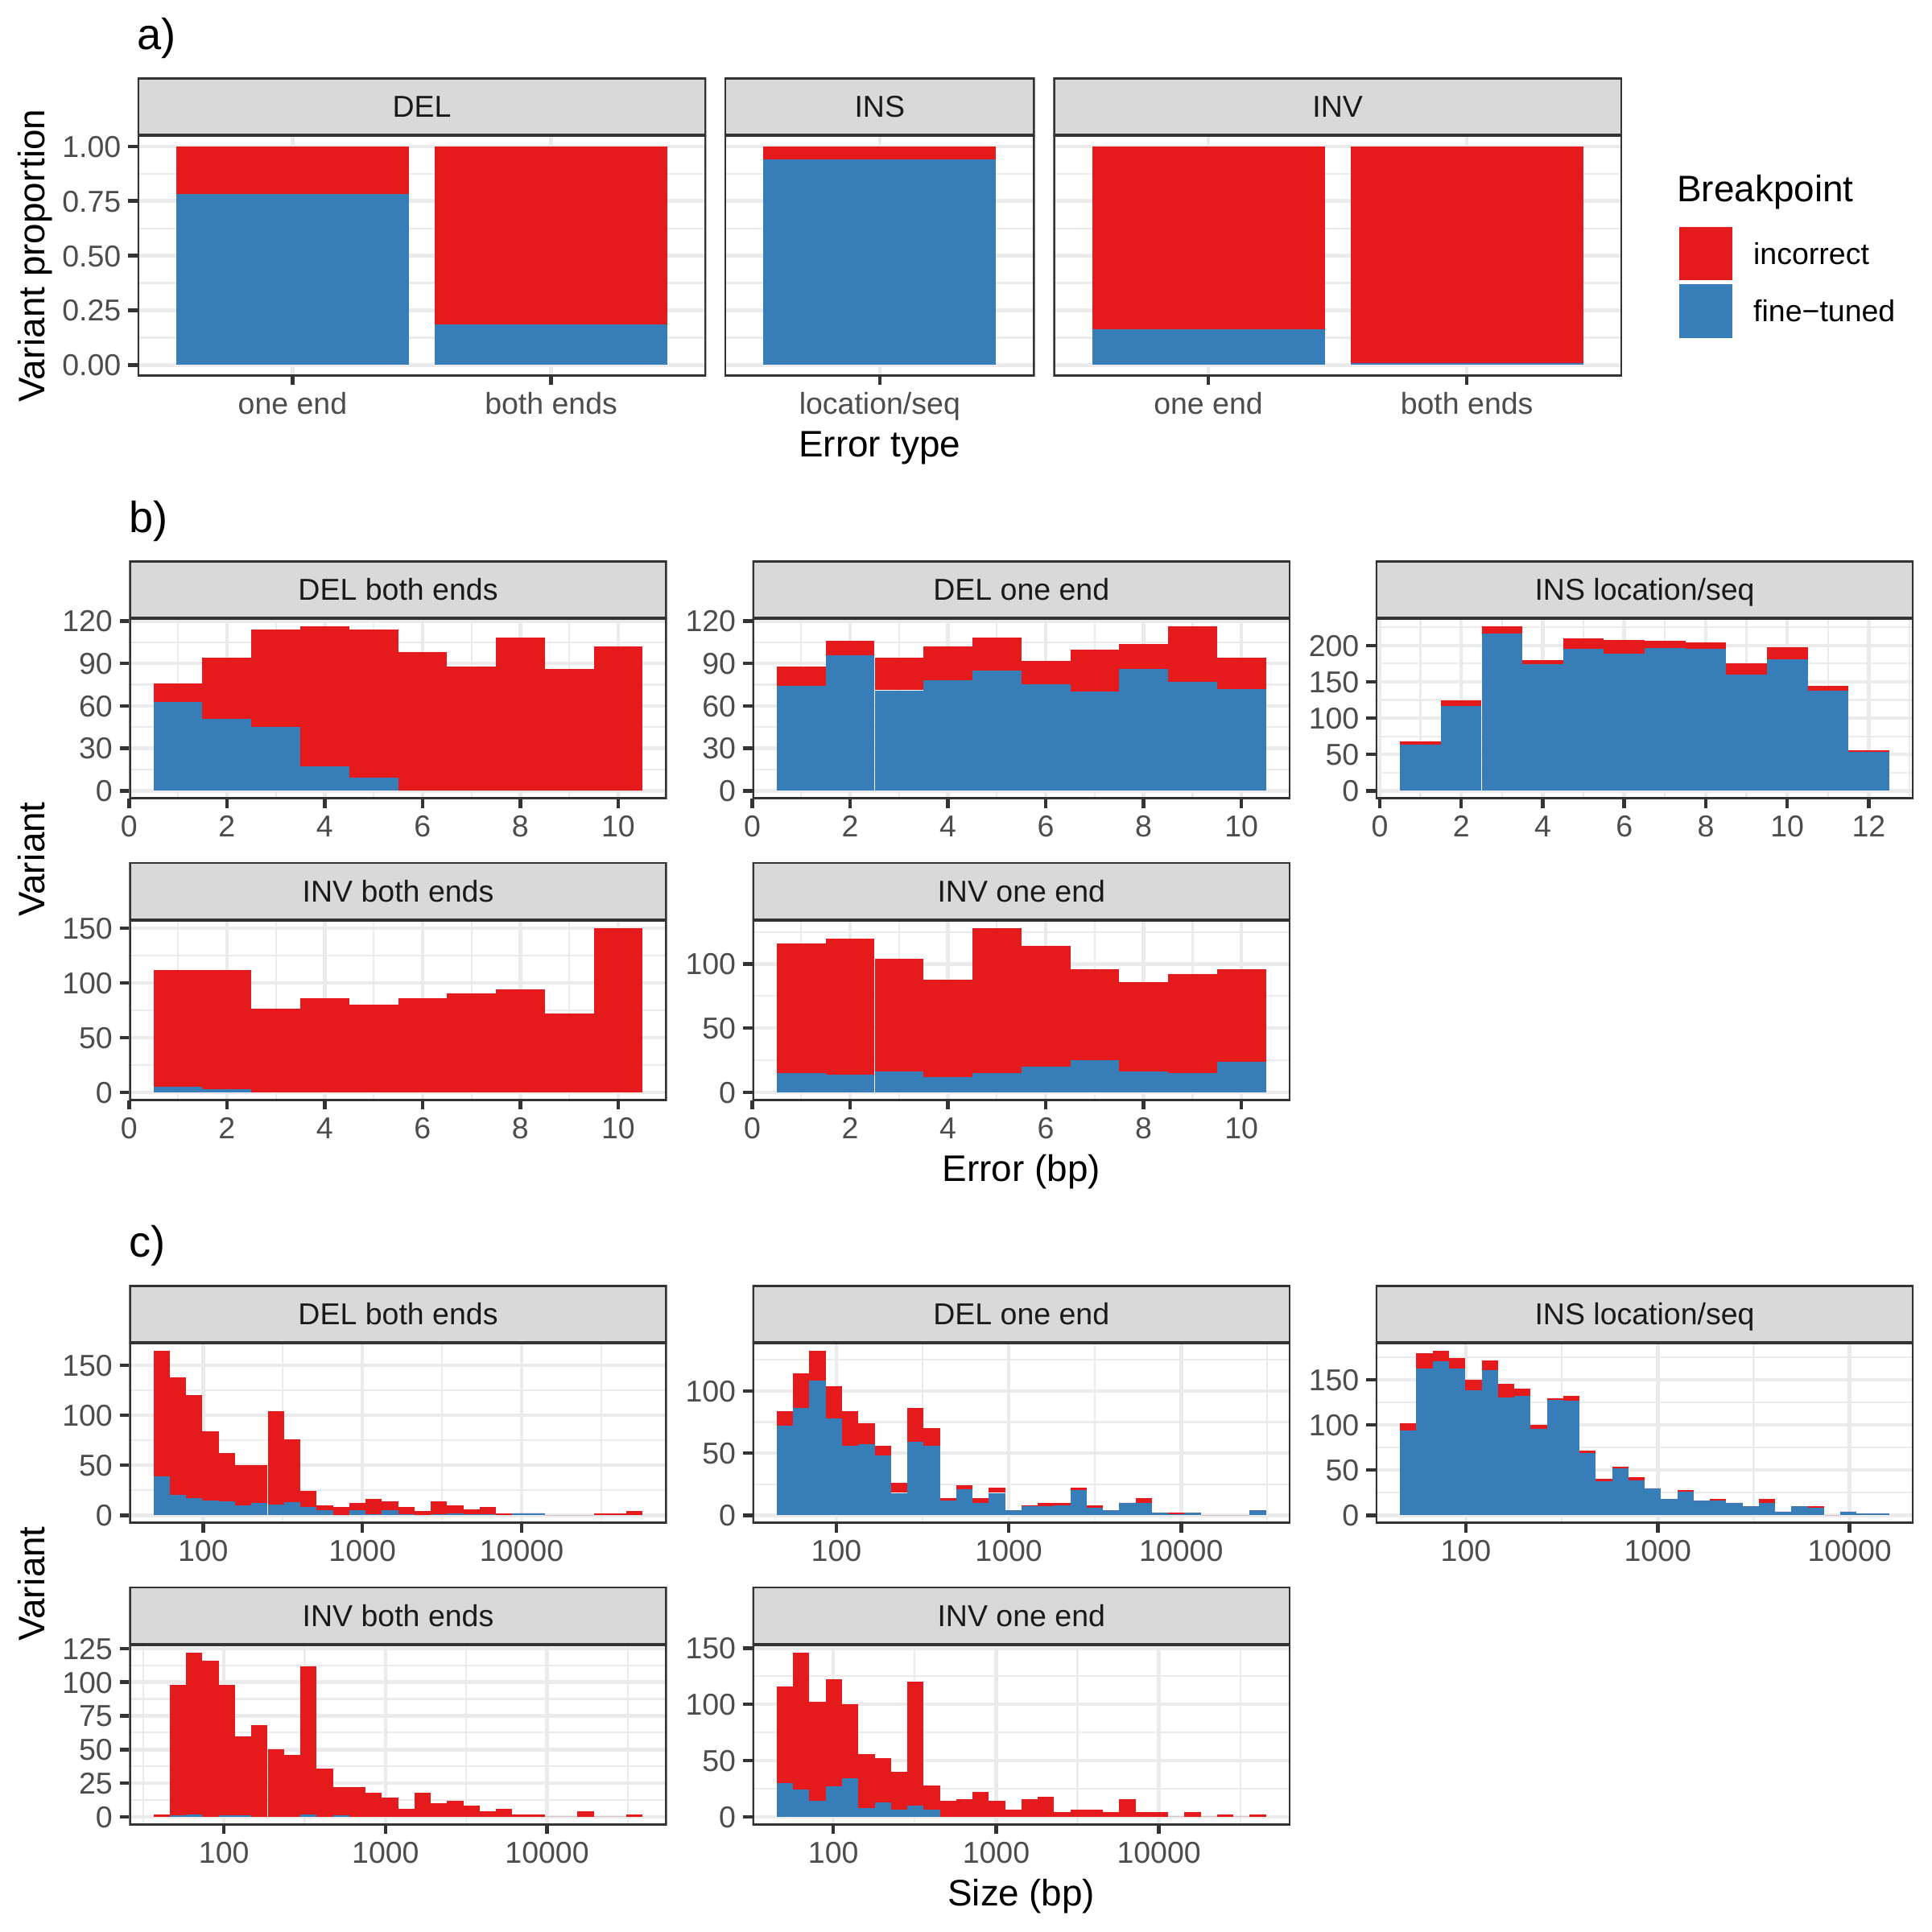 a)
DEL INS INV
Variant proportion
1.00
0.75
0.50
0.25
0.00
one end both ends location/seq one end both ends
Error type
Breakpoint
incorrect
fine−tuned
b)
Variant
DEL both ends DEL one end INS location/seq
120 120
90 90 200
60 60 150
30 30 100
0 0 50
0
0 2 4 6 8 10 0 2 4 6 8 10 0 2 4 6 8 10 12
INV both ends INV one end
150
100 100
50 50
0 0
0 2 4 6 8 10 0 2 4 6 8 10
Error (bp)
c)
Variant
DEL both ends DEL one end INS location/seq
150 150
100 100 100
50 50 50
0 0 0
100 1000 10000 100 1000 10000 100 1000 10000
INV both ends INV one end
125 150
100 100
75
50 50
25
0 0
100 1000 10000 100 1000 10000
Size (bp)